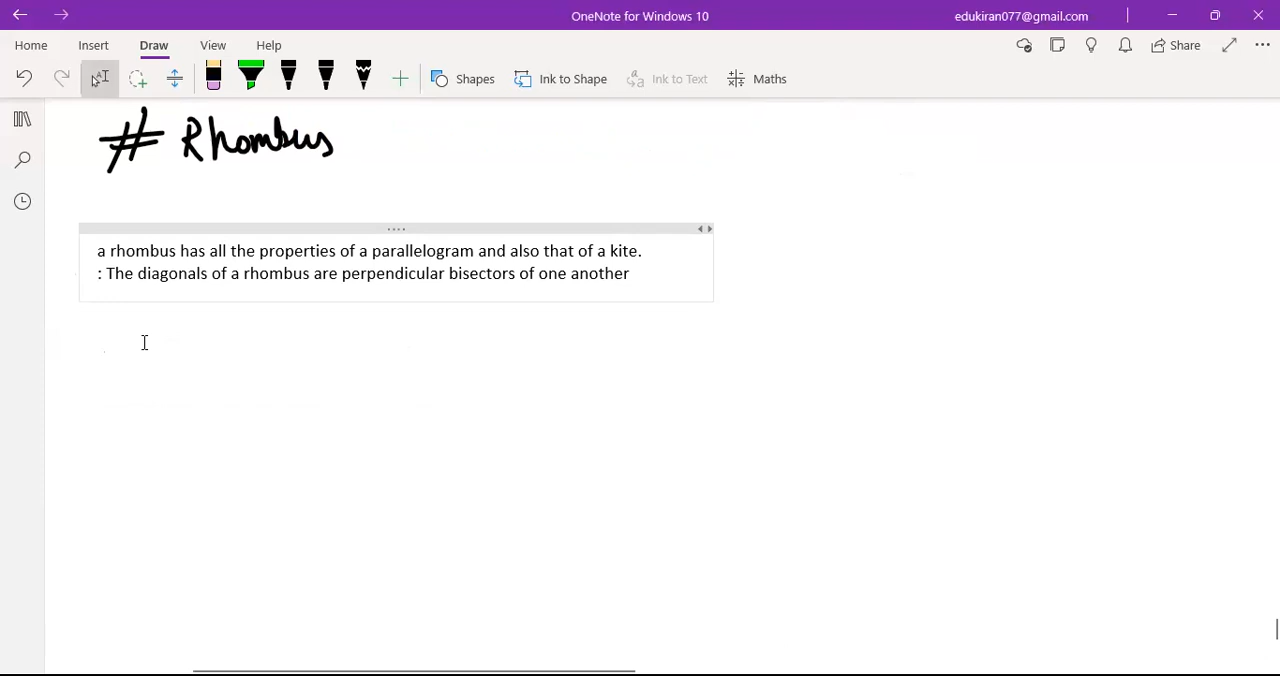 OneNote for Windows 10
edukiran077@gmail.com
Home Insert Draw View Help
Share
Shapes Ink to Shape Ink to Text Maths
# Rhombus
a rhombus has all the properties of a parallelogram and also that of a kite.
: The diagonals of a rhombus are perpendicular bisectors of one another